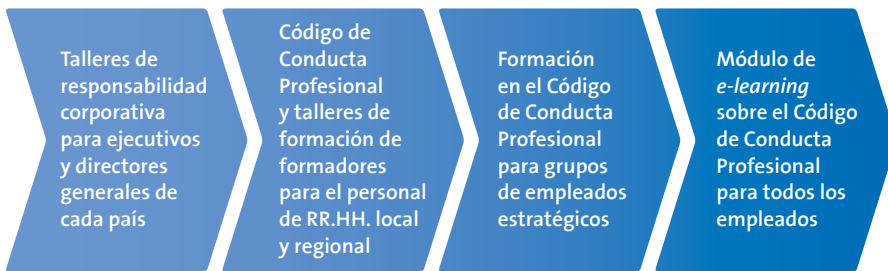 Talleres de
responsabilidad
corporativa
para ejecutivos
y directores
generales de
cada país
Código de
Conducta
Profesional
y talleres de
formación de
formadores
para el personal
de RR.HH. local
y regional
Formación
en el Código
de Conducta
Profesional
para grupos
de empleados
estratégicos
Módulo de
e-learning
sobre el Código
de Conducta
Profesional
para todos los
empleados